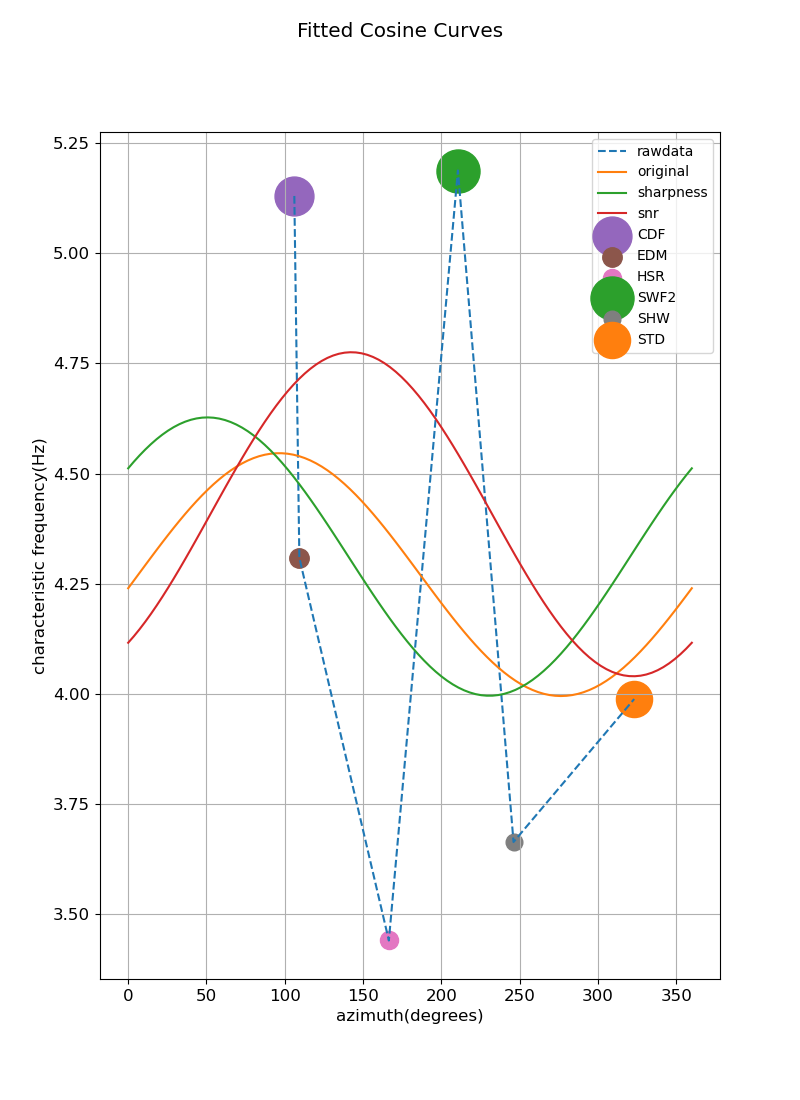 Fitted Cosine Curves
5.25
5.00
4.75
4.50
4.25
4.00
3.75
3.50
characteristic frequency(Hz)
0 50 100 150 200 250 300 350
azimuth(degrees)
rawdata
original
sharpness
snr
CDF
EDM
HSR
SWF2
SHW
STD